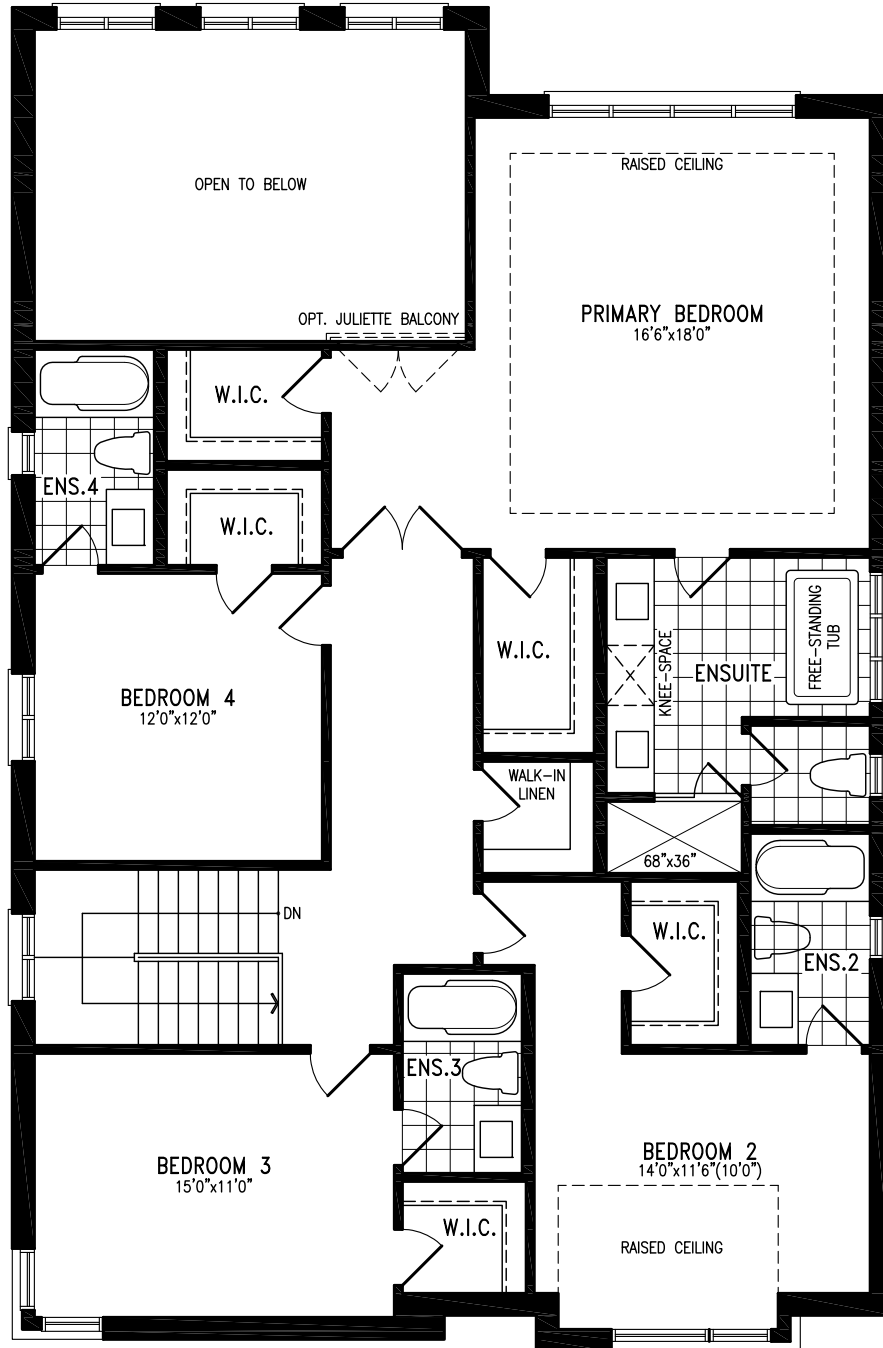 OPEN TO BELOW
RAISED CEILING
OPT. JULIETTE BALCONY
PRIMARY BEDROOM
16'6"x18'0"
W.I.C.
ENS.4
W.I.C.
W.I.C.
KNEE-SPACE
ENSUITE
FREE-STANDING
TUB
BEDROOM 4
12'0"x12'0"
WALK-IN
LINEN
68"x36"
DN
W.I.C.
ENS.2
ENS.3
BEDROOM 3
15'0"x11'0"
BEDROOM 2
14'0"x11'6"(10'0")
W.I.C.
RAISED CEILING